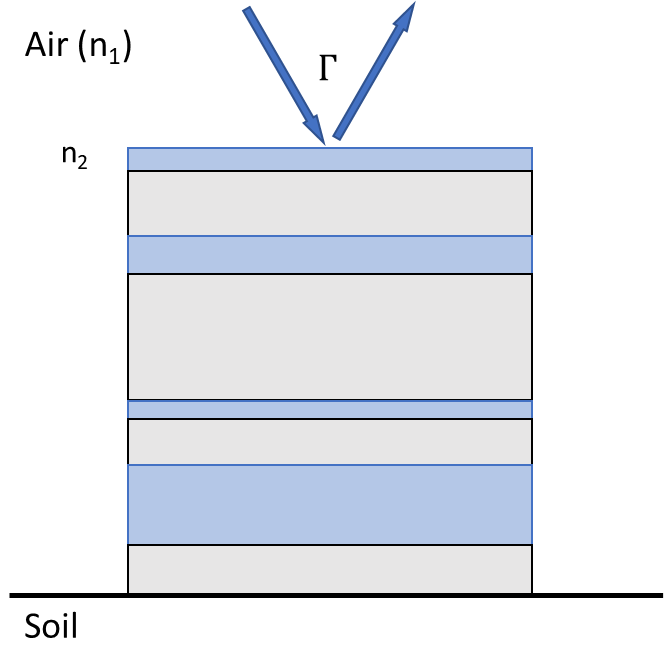 Air (n₁)
Γ
n₂
Soil